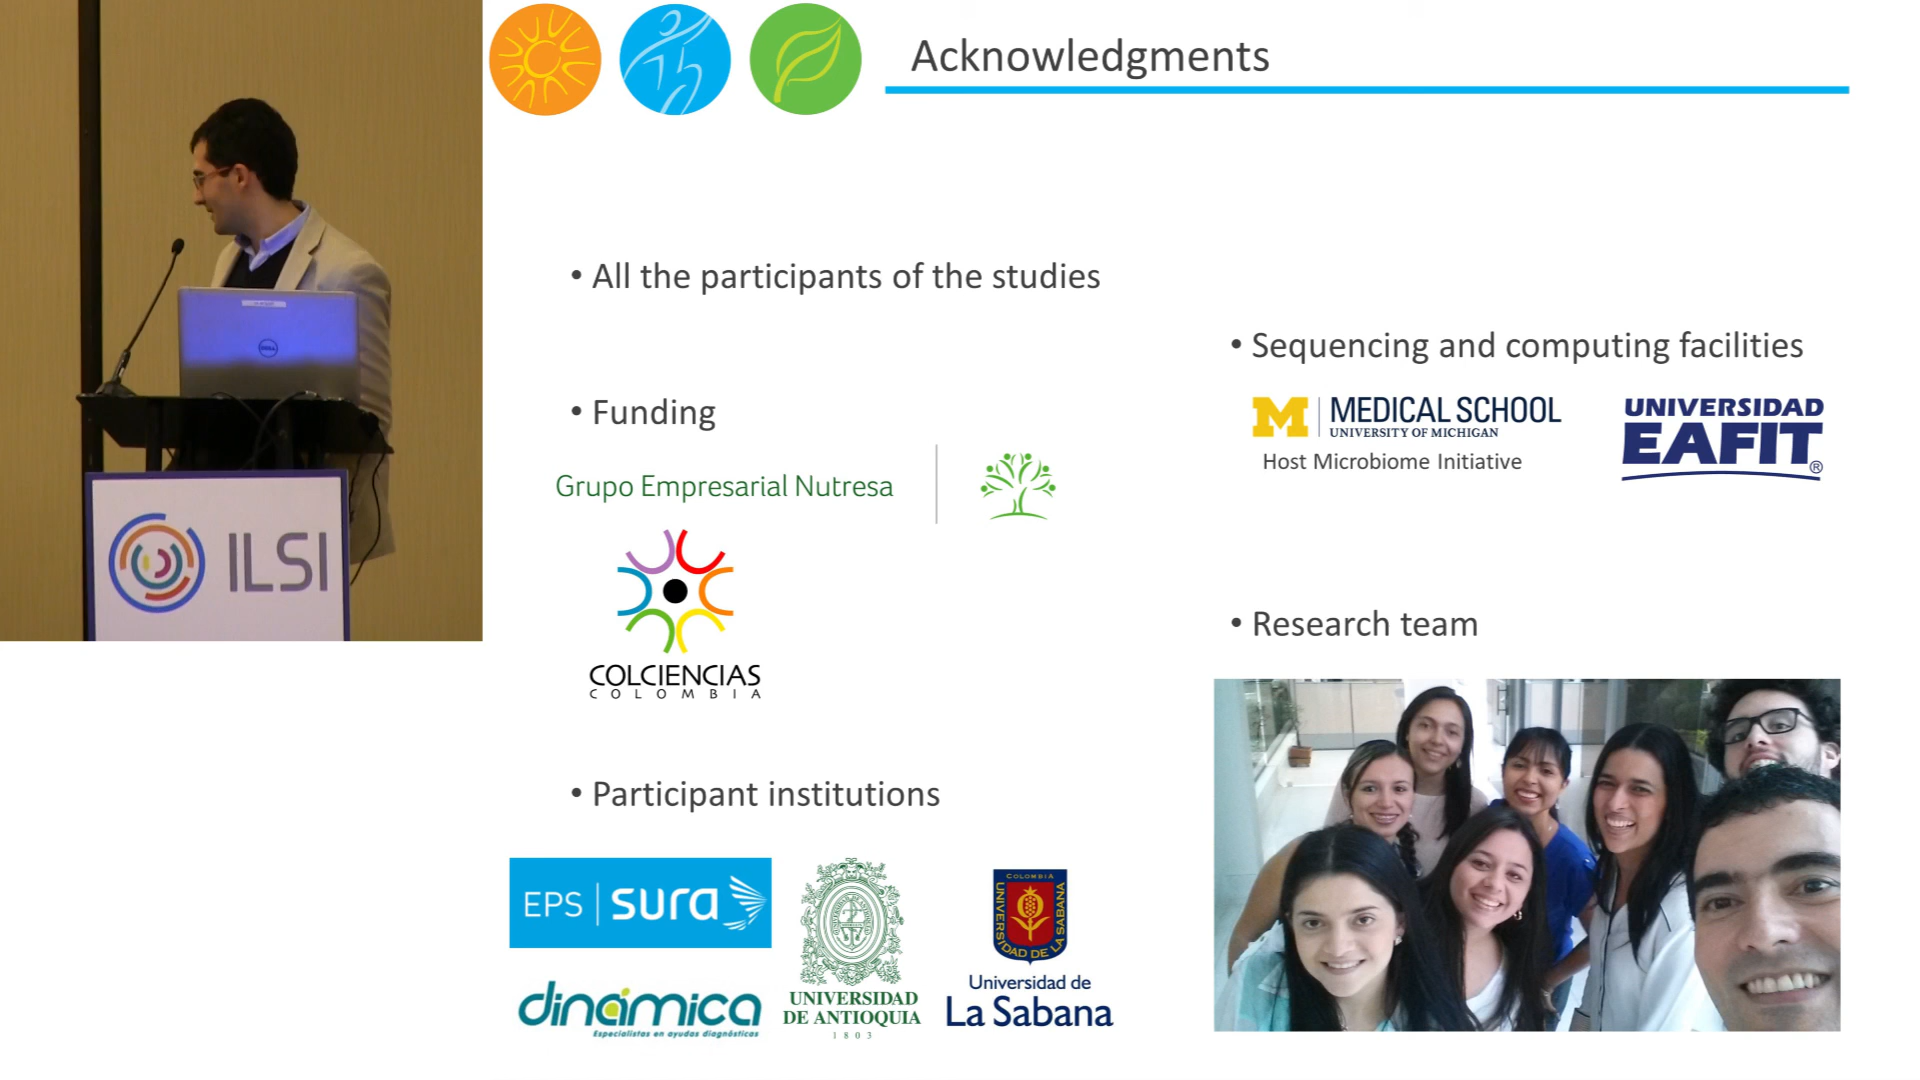 Acknowledgments
• All the participants of the studies
• Funding
Grupo Empresarial Nutresa
COLCIENCIAS
COLOMBIA
• Participant institutions
EPS | sura
dinámica
Especialistas en ayudas diagnósticas
UNIVERSIDAD
DE ANTIOQUIA
1803
COLOMBIA
UNIVERSIDAD DE LA SABANA
Universidad de
La Sabana
• Sequencing and computing facilities
M | MEDICAL SCHOOL
UNIVERSITY OF MICHIGAN
Host Microbiome Initiative
UNIVERSIDAD
EAFIT®
• Research team
DELL
ILSI